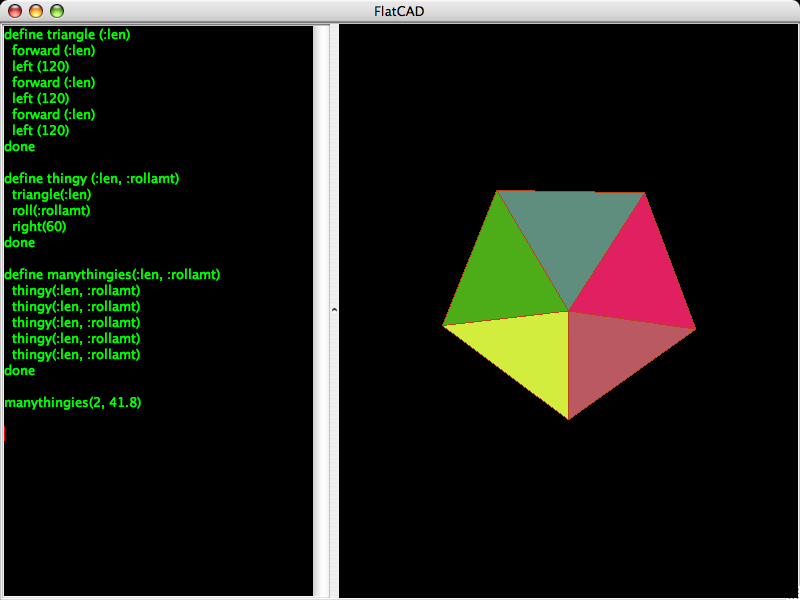 FlatCAD
define triangle (:len)
forward (:len)
left (120)
forward (:len)
left (120)
forward (:len)
left (120)
done
define thingy (:len, :rollamt)
triangle(:len)
roll(:rollamt)
right(60)
done
define manythingies(:len, :rollamt)
thingy(:len, :rollamt)
thingy(:len, :rollamt)
thingy(:len, :rollamt)
thingy(:len, :rollamt)
thingy(:len, :rollamt)
done
manythingies(2, 41.8)